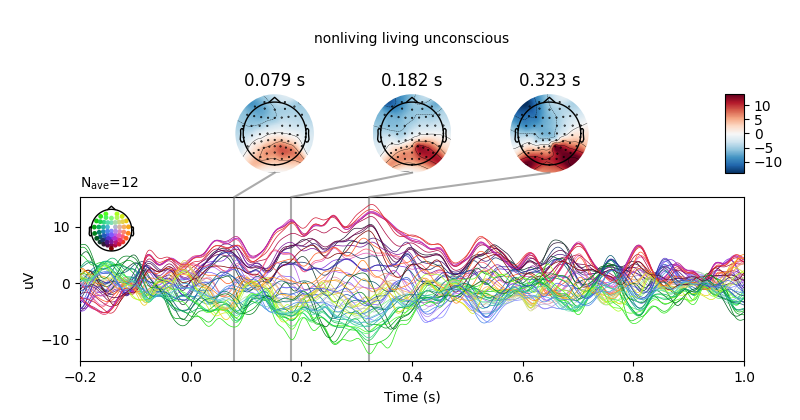 nonliving living unconscious
0.079 s 0.182 s 0.323 s
10
5
0
−5
−10
Nave=12
10
0
−10
uV
−0.2 0.0 0.2 0.4 0.6 0.8 1.0
Time (s)